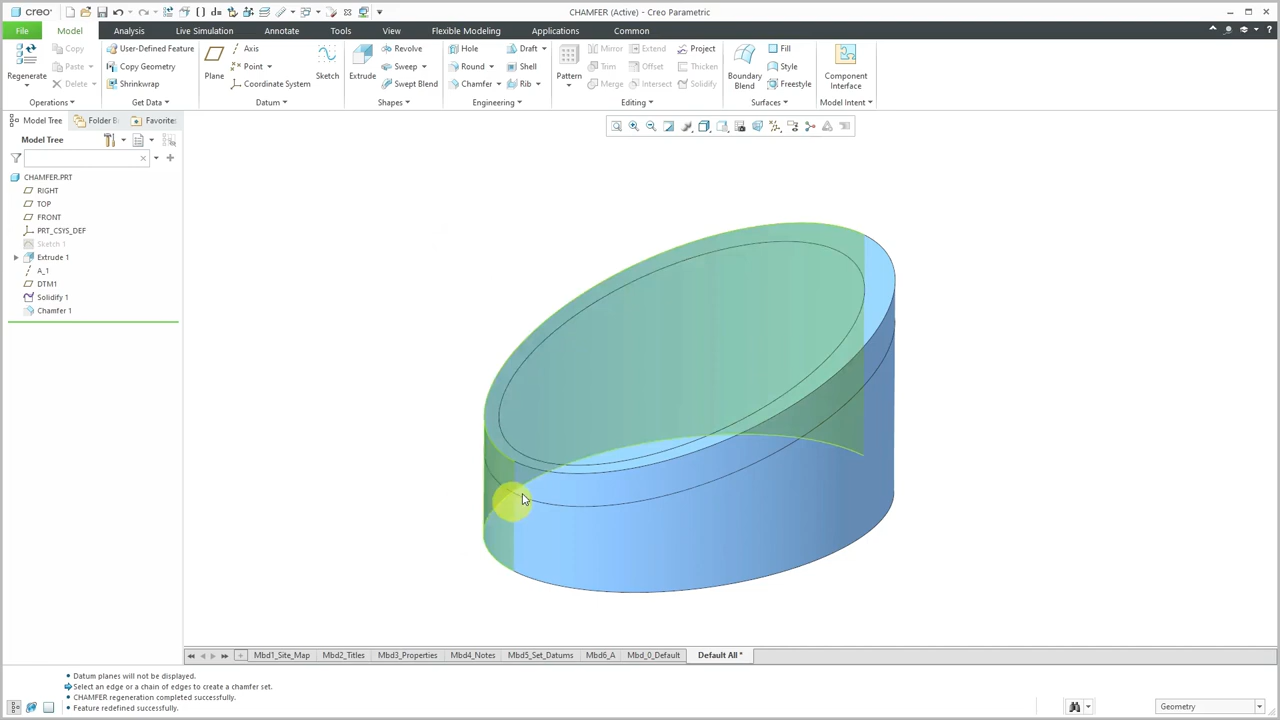 creo
CHAMFER (Active) - Creo Parametric
File
Model
Analysis
Live Simulation
Annotate
Tools
View
Flexible Modeling
Applications
Common
Regenerate
Copy
Paste
Delete
Operations
User-Defined Feature
Copy Geometry
Shrinkwrap
Get Data
Plane
Axis
Point
Coordinate System
Sketch
Datum
Extrude
Revolve
Sweep
Swept Blend
Shapes
Hole
Round
Chamfer
Draft
Shell
Rib
Engineering
Pattern
Mirror
Extend
Project
Trim
Offset
Thicken
Merge
Intersect
Solidify
Editing
Boundary
Blend
Fill
Style
Freestyle
Surfaces
Component
Interface
Model Intent
Model Tree
Folder B
Favorite
Model Tree
CHAMFER.PRT
RIGHT
TOP
FRONT
PRT_CSYS_DEF
Sketch 1
Extrude 1
A_1
DTM1
Solidify 1
Chamfer 1
Mbd1_Site_Map
Mbd2_Titles
Mbd3_Properties
Mbd4_Notes
Mbd5_Set_Datums
Mbd6_A
Mbd_0_Default
Default All *
Datum planes will not be displayed.
Select an edge or a chain of edges to create a chamfer set.
CHAMFER regeneration completed successfully.
Feature redefined successfully.
Geometry